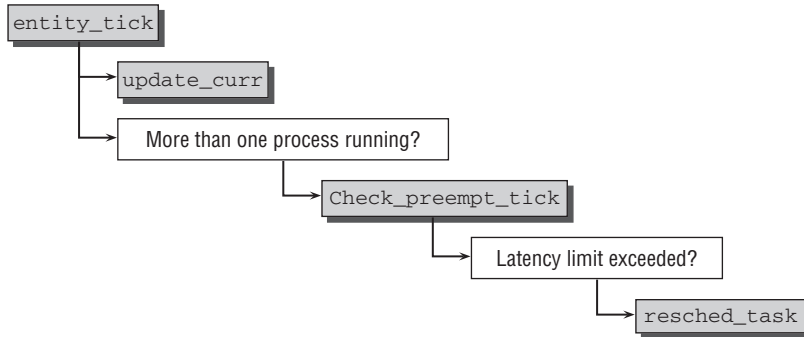 entity_tick
update_curr
More than one process running?
Check_preempt_tick
Latency limit exceeded?
resched_task